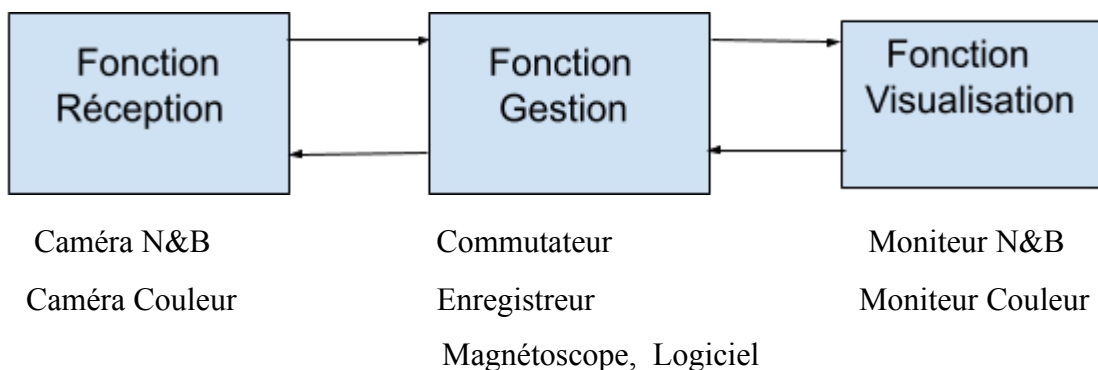 Fonction
Réception
Fonction
Gestion
Fonction
Visualisation
Caméra N&B
Commutateur
Moniteur N&B
Caméra Couleur
Enregistreur
Moniteur Couleur
Magnétoscope, Logiciel